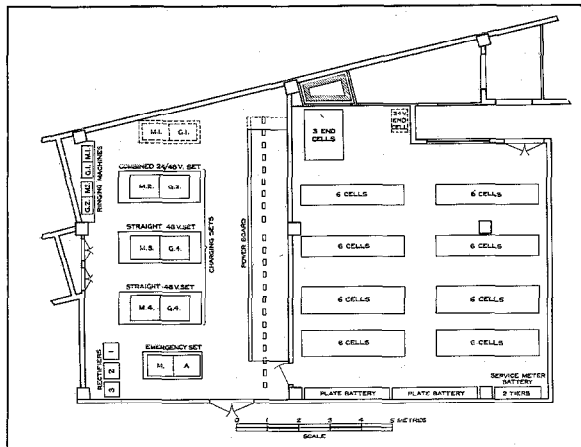 M.1. G.1.
3 END
CELLS
24V.
END
CELL
M.1.
G.1.
M.2.
G.2.
RINGING MACHINES
COMBINED 24/48 V. SET
M.2. G.2.
6 CELLS
6 CELLS
STRAIGHT 48 V. SET
M.3. G.4.
CHARGING SETS
POWER BOARD
6 CELLS
6 CELLS
STRAIGHT 48 V. SET
M.4. G.4.
6 CELLS
6 CELLS
RECTIFIERS
1
2
3
EMERGENCY SET
M. A
6 CELLS
6 CELLS
SERVICE METER
BATTERY
PLATE BATTERY
PLATE BATTERY
2 TIERS
0 1 2 3 4 5 METRES
SCALE